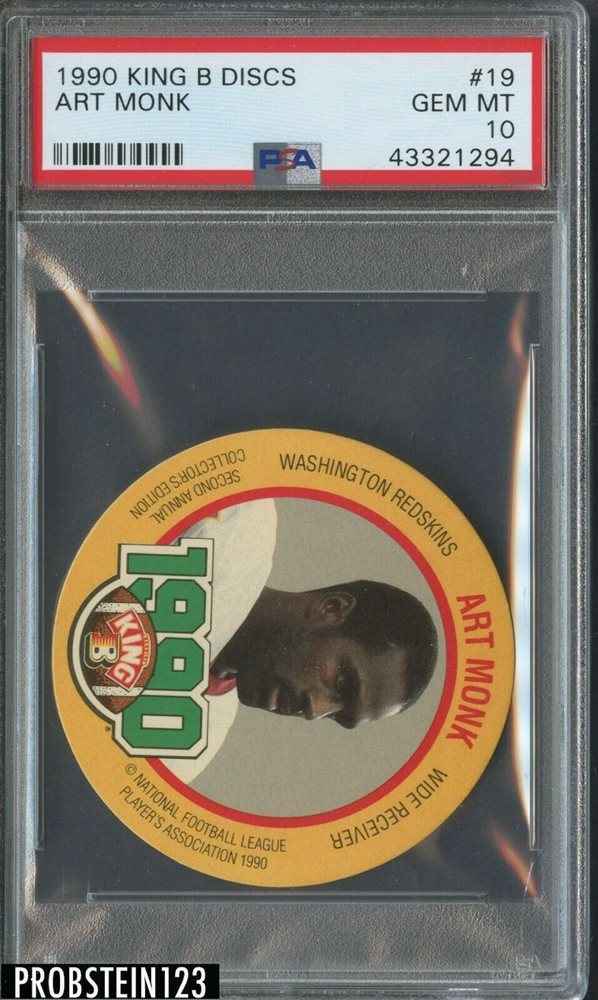 1990 KING B DISCS #19
ART MONK GEM MT
10
PSA 43321294
WASHINGTON REDSKINS
ART MONK
WIDE RECEIVER
SECOND ANNUAL
COLLECTOR'S EDITION
1990
KING
B
© NATIONAL FOOTBALL LEAGUE
PLAYER'S ASSOCIATION 1990
PROBSTEIN123